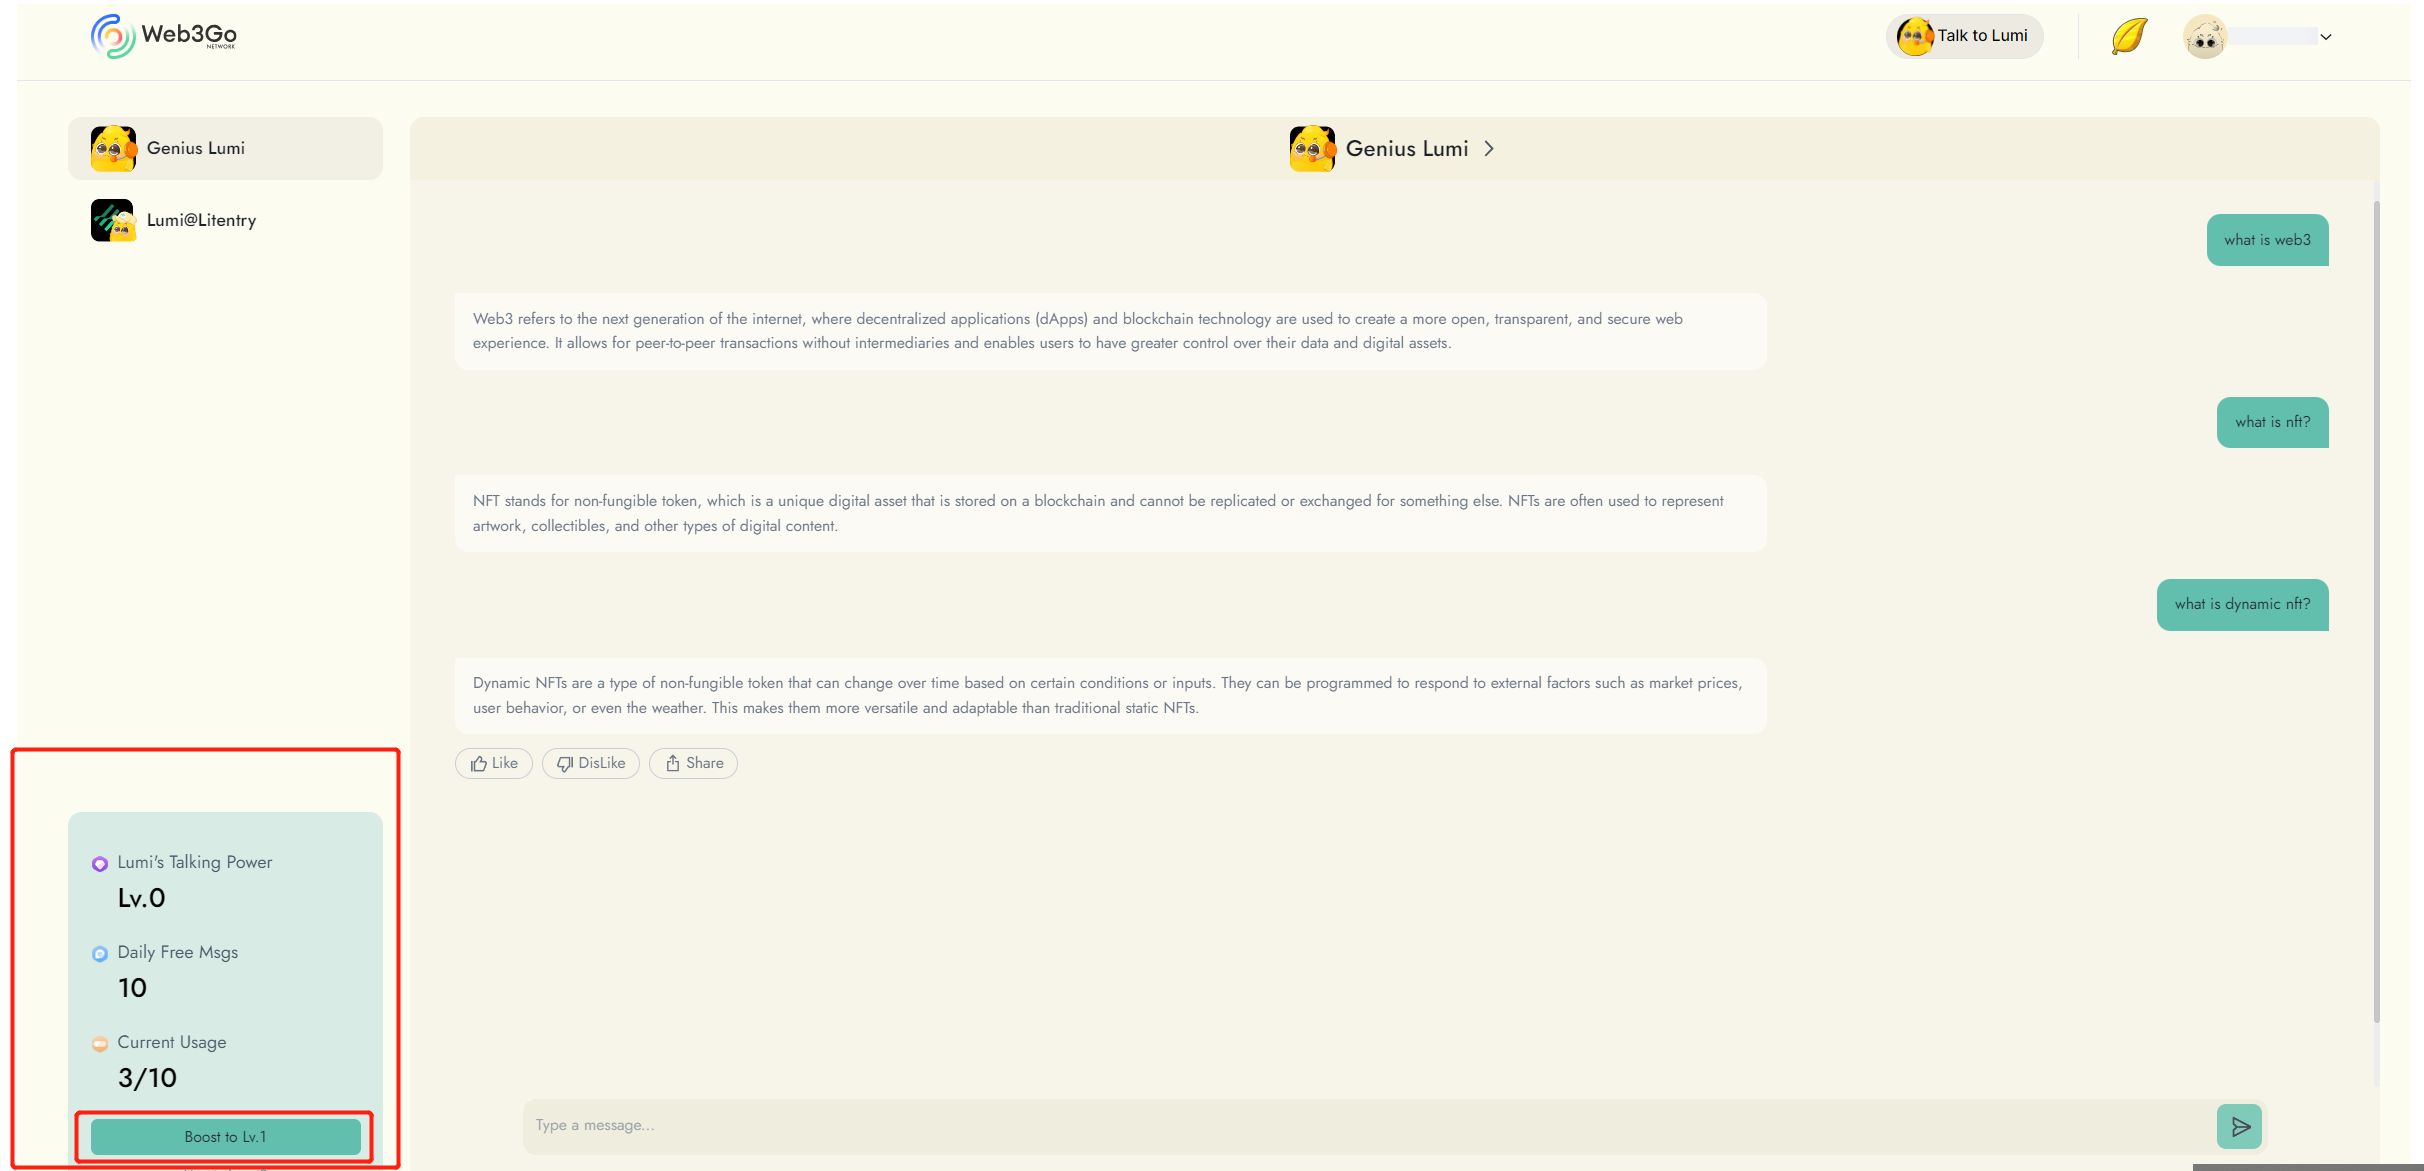 Web3Go
NETWORK
Talk to Lumi
Genius Lumi
Lumi@Litentry
Genius Lumi
what is web3
Web3 refers to the next generation of the internet, where decentralized applications (dApps) and blockchain technology are used to create a more open, transparent, and secure web
experience. It allows for peer-to-peer transactions without intermediaries and enables users to have greater control over their data and digital assets.
what is nft?
NFT stands for non-fungible token, which is a unique digital asset that is stored on a blockchain and cannot be replicated or exchanged for something else. NFTs are often used to represent
artwork, collectibles, and other types of digital content.
what is dynamic nft?
Dynamic NFTs are a type of non-fungible token that can change over time based on certain conditions or inputs. They can be programmed to respond to external factors such as market prices,
user behavior, or even the weather. This makes them more versatile and adaptable than traditional static NFTs.
Like
DisLike
Share
Lumi's Talking Power
Lv.0
Daily Free Msgs
10
Current Usage
3/10
Boost to Lv.1
Type a message...